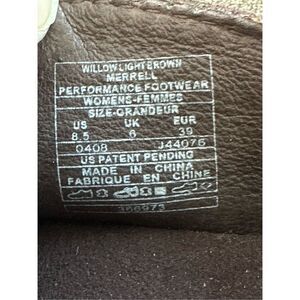 WILLOW LIGHT BROWN
MERRELL
PERFORMANCE FOOTWEAR
WOMENS-FEMMES
SIZE-GRANDEUR
US UK EUR
8.5 6 39
0408 J44076
US PATENT PENDING
MADE IN CHINA
FABRIQUE EN CHINE
356973